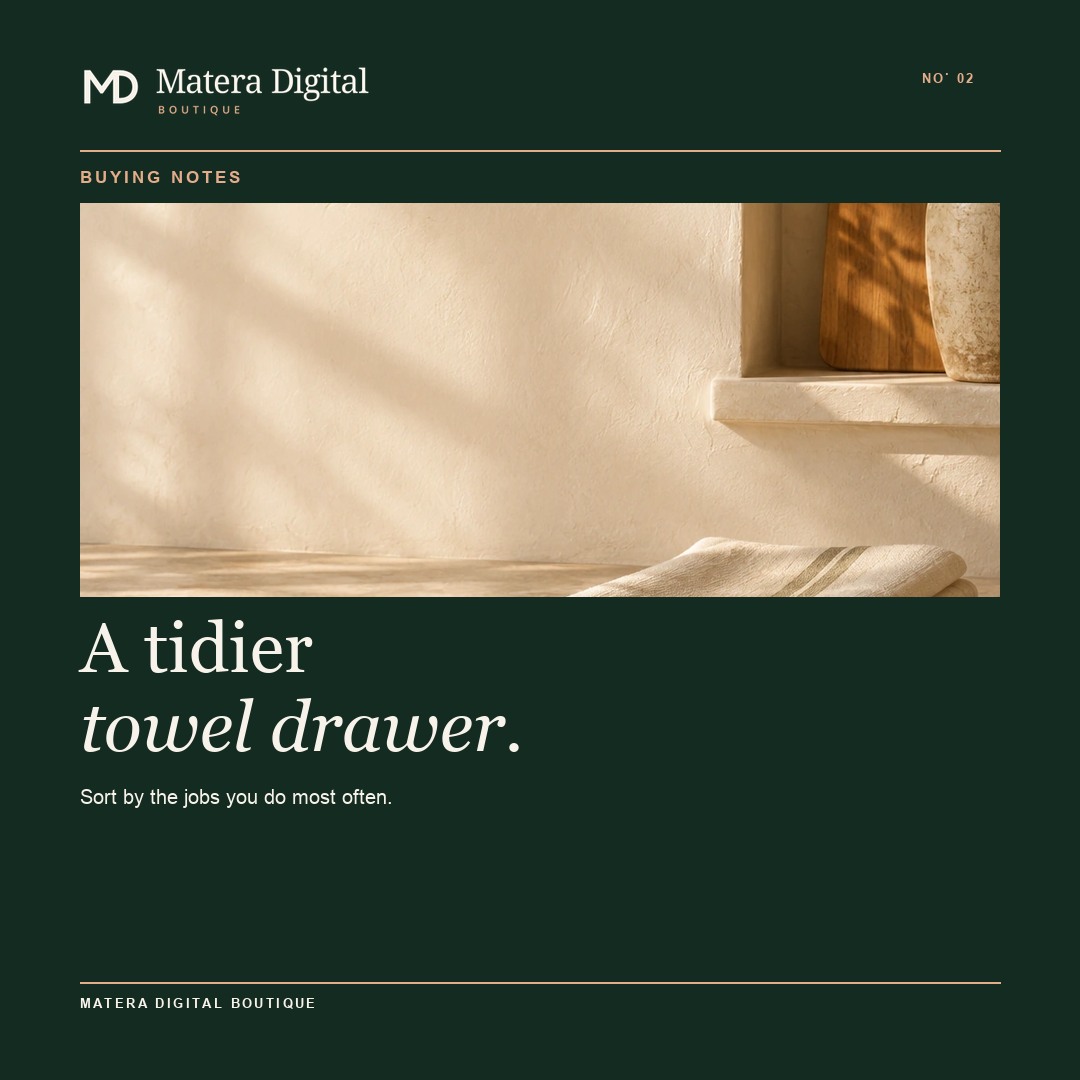 MD Matera Digital
BOUTIQUE
NO˙ 02
BUYING NOTES
A tidier
towel drawer.
Sort by the jobs you do most often.
MATERA DIGITAL BOUTIQUE